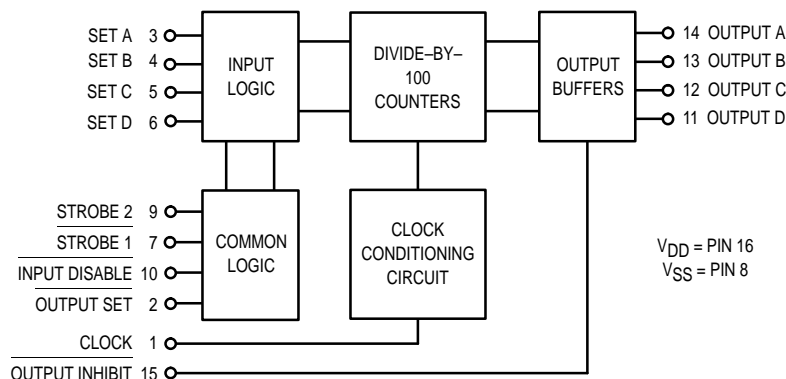 SET A 3
SET B 4
SET C 5
SET D 6
INPUT
LOGIC
DIVIDE–BY–
100
COUNTERS
OUTPUT
BUFFERS
14 OUTPUT A
13 OUTPUT B
12 OUTPUT C
11 OUTPUT D
STROBE 2 9
STROBE 1 7
INPUT DISABLE 10
OUTPUT SET 2
COMMON
LOGIC
CLOCK
CONDITIONING
CIRCUIT
VDD = PIN 16
VSS = PIN 8
CLOCK 1
OUTPUT INHIBIT 15